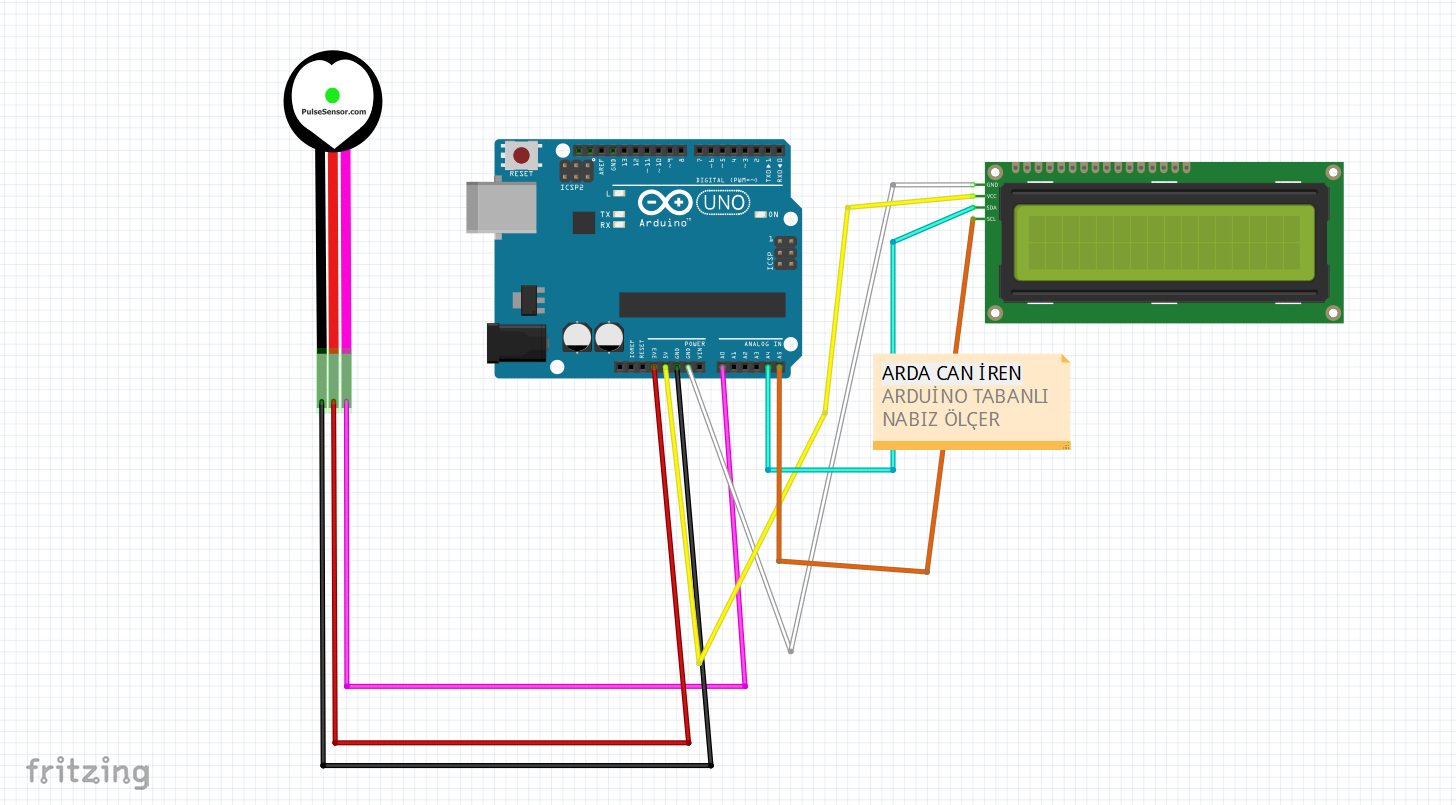 PulseSensor.com
RESET
ICSP2
AREF
GND
13
12
~11
~10
~9
8
7
~6
~5
4
~3
2
TXD▸1
RXD◂0
DIGITAL (PWM=~)
L
TX
RX
UNO
Arduino™
ON
1
ICSP
POWER
ANALOG IN
IOREF
RESET
3V3
5V
GND
GND
VIN
A0
A1
A2
A3
A4
A5
GND
VCC
SDA
SCL
ARDA CAN İREN
ARDUİNO TABANLI
NABIZ ÖLÇER
fritzing